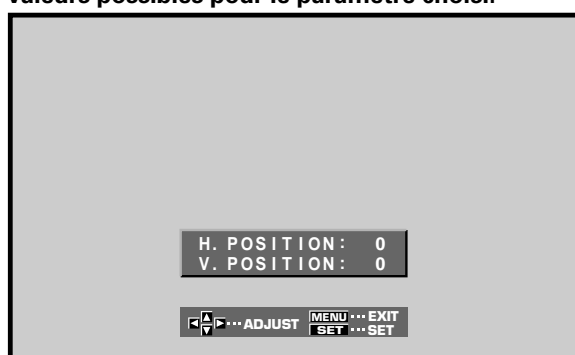 valeurs possibles pour le paramètre choisi.
H. POSITION: 0
V. POSITION: 0
···ADJUST MENU ···EXIT
SET ···SET